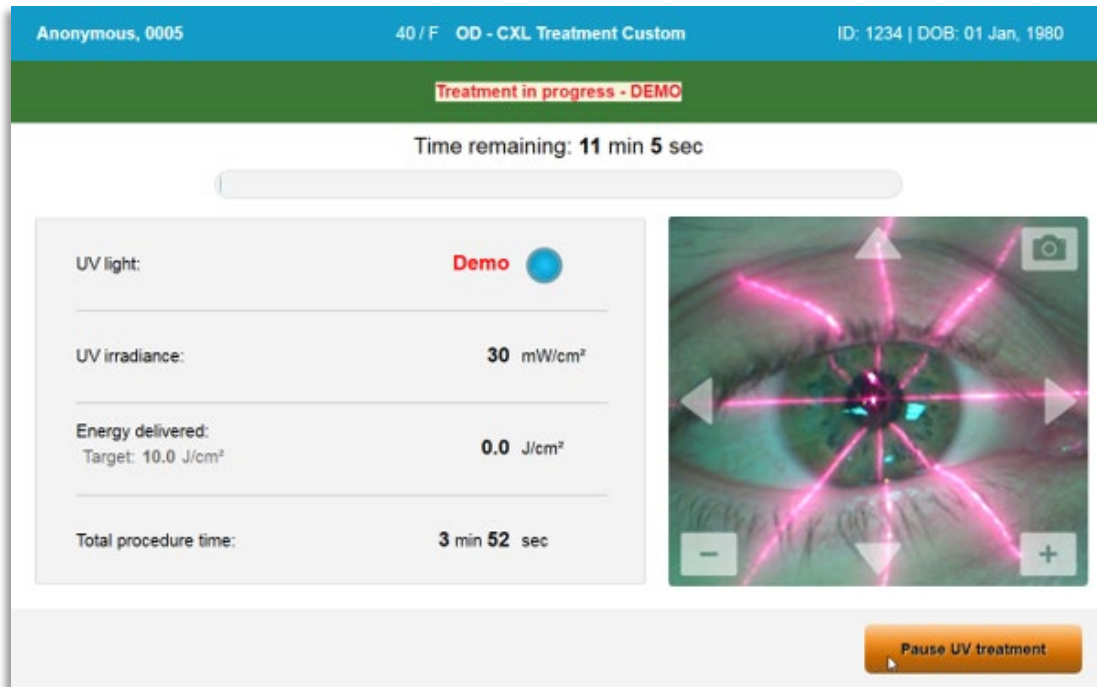 Anonymous, 0005 40 / F OD - CXL Treatment Custom ID: 1234 | DOB: 01 Jan, 1980
Treatment in progress - DEMO
Time remaining: 11 min 5 sec
UV light: Demo
UV irradiance: 30 mW/cm²
Energy delivered:
Target: 10.0 J/cm²
0.0 J/cm²
Total procedure time: 3 min 52 sec
Pause UV treatment